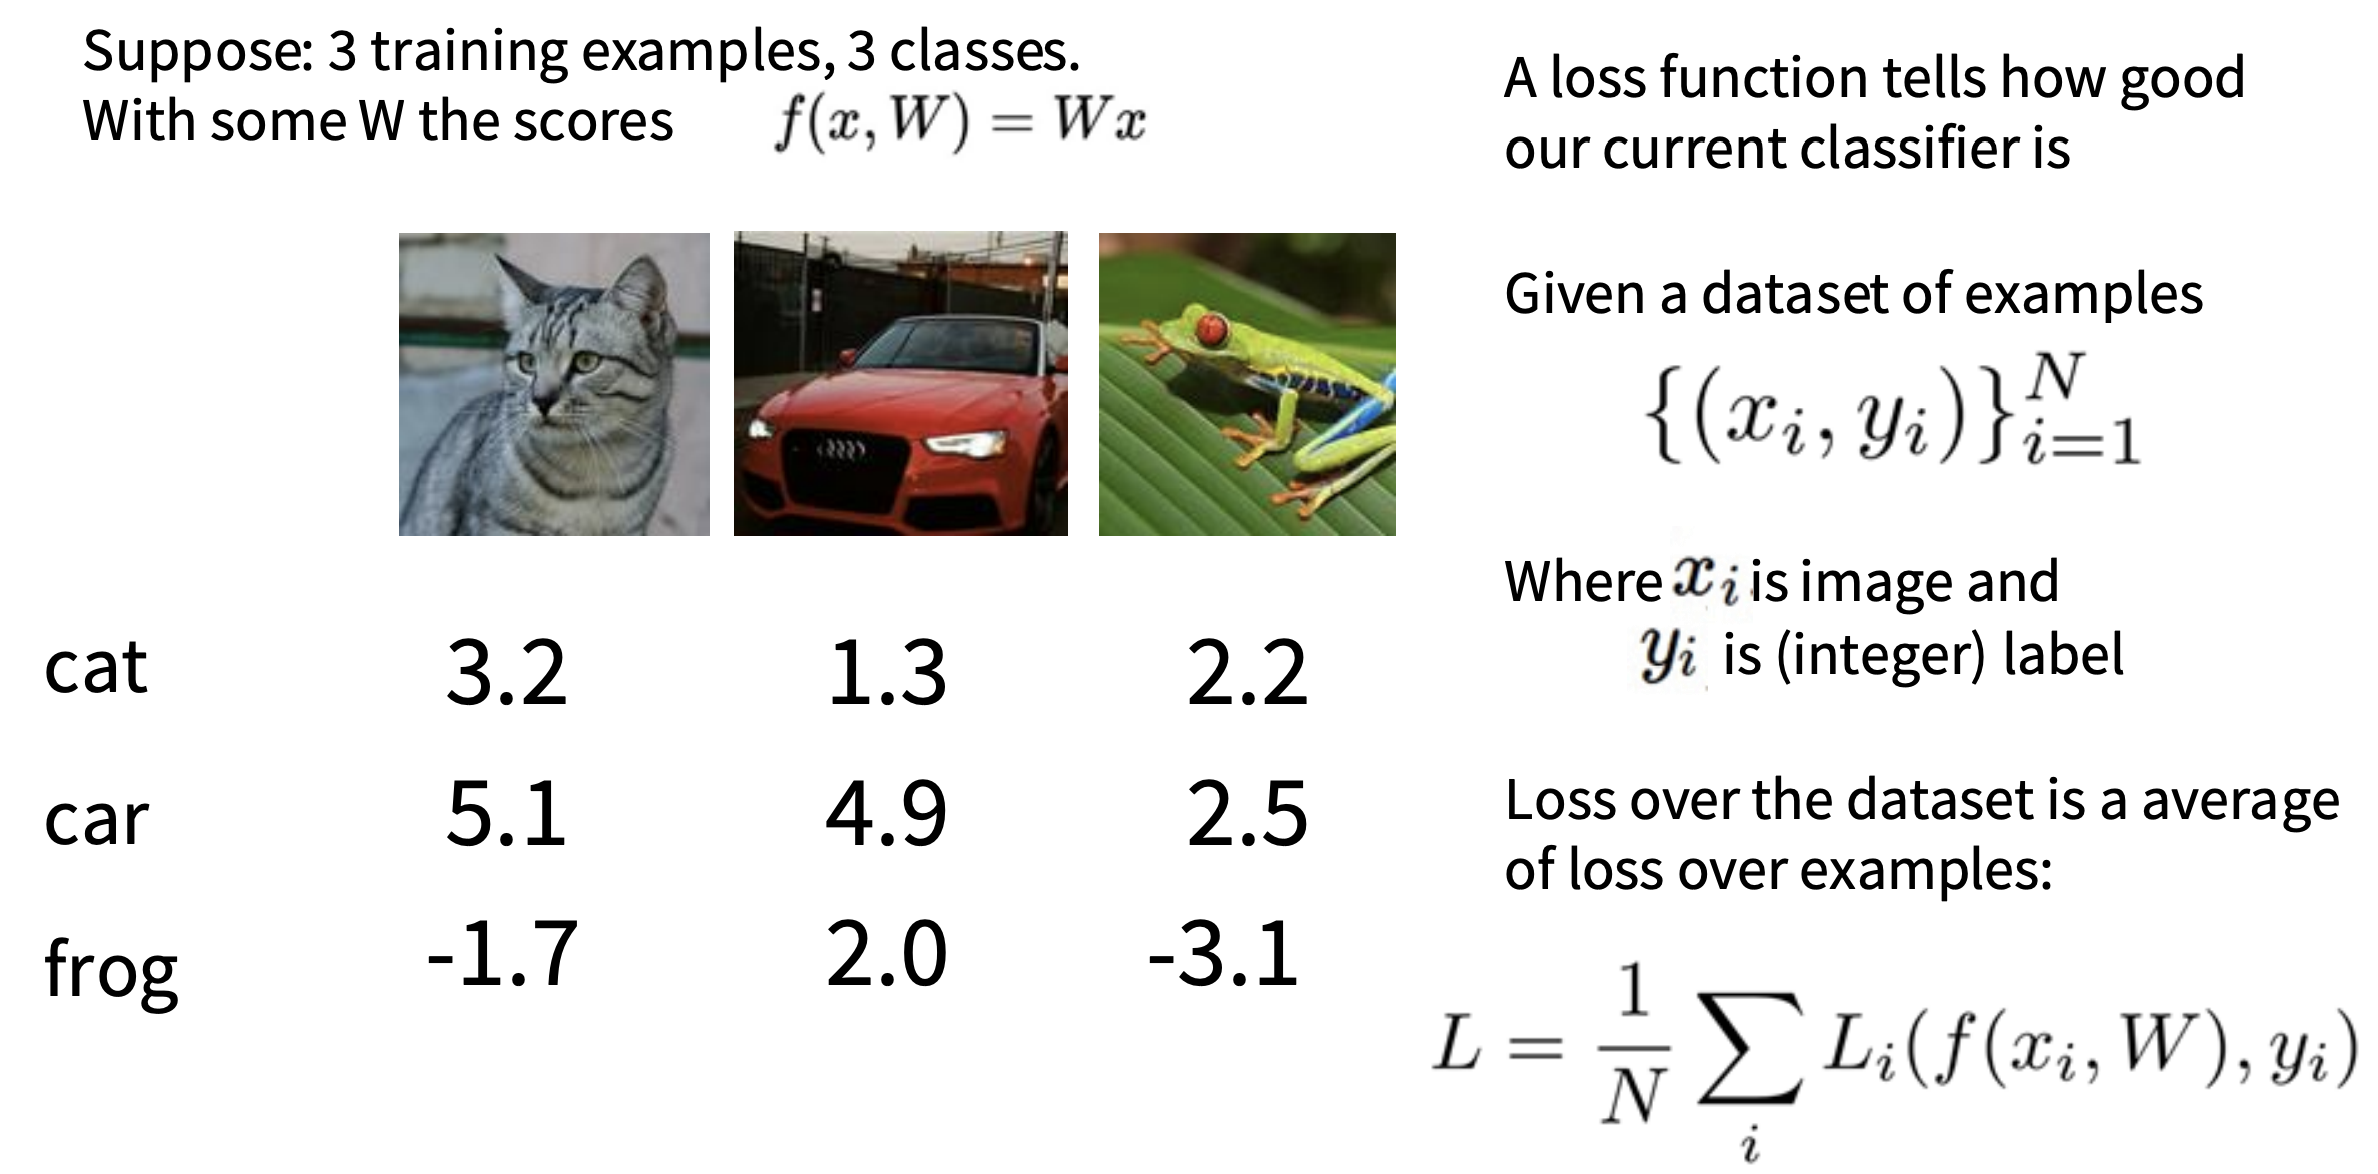 Suppose: 3 training examples, 3 classes.
With some W the scores f(x, W) = Wx
cat 3.2 1.3 2.2
car 5.1 4.9 2.5
frog -1.7 2.0 -3.1
A loss function tells how good
our current classifier is
Given a dataset of examples
{(x_i, y_i)}_{i=1}^N
Where x_i is image and
y_i is (integer) label
Loss over the dataset is a average
of loss over examples:
L = \frac{1}{N} \sum_i L_i(f(x_i, W), y_i)